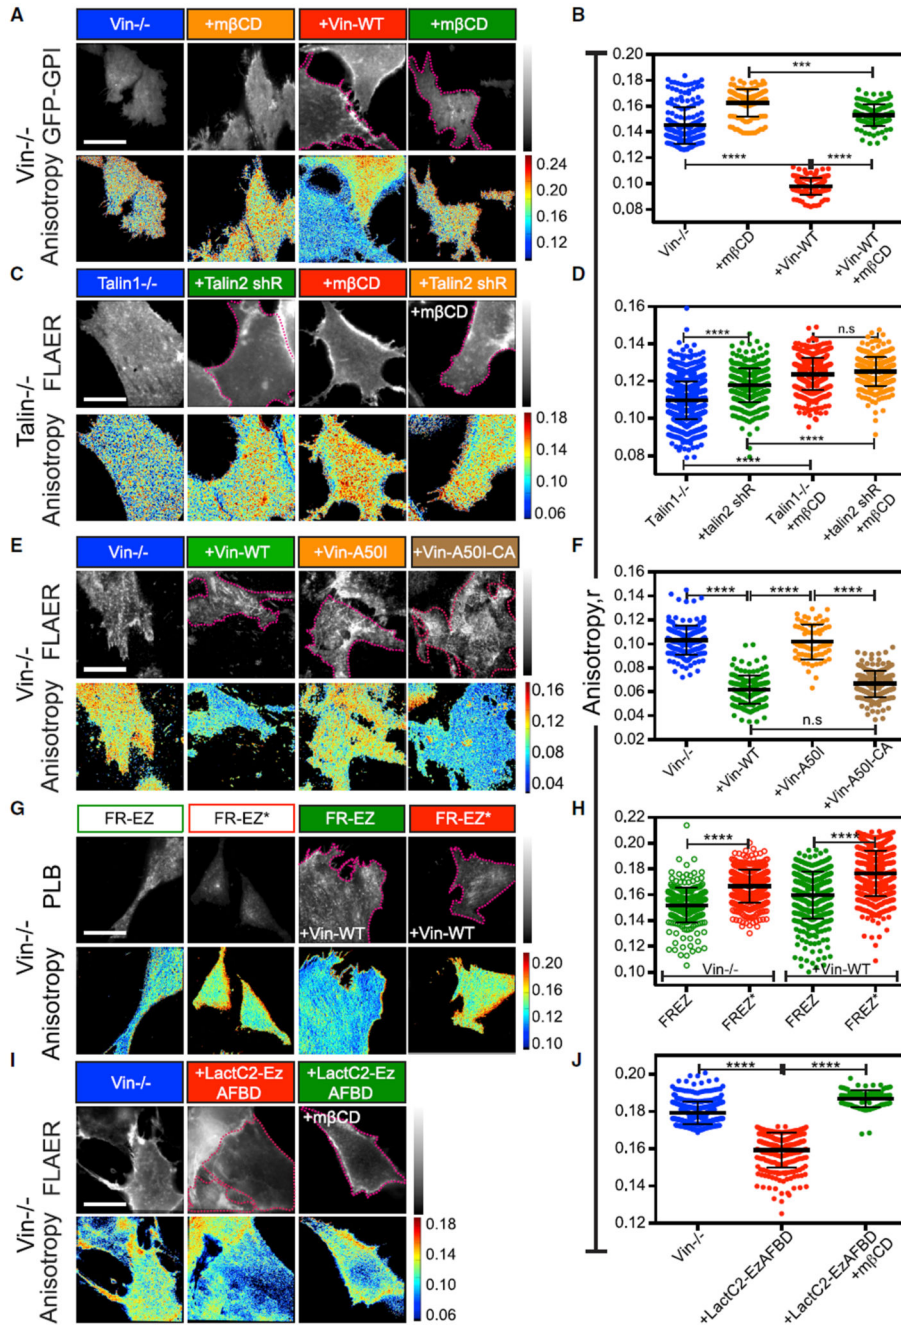 A
Vin-/-
+mβCD
+Vin-WT
+mβCD
Vin-/-
Anisotropy GFP-GPI
0.24
0.20
0.16
0.12
B
0.20
0.18
0.16
0.14
0.12
0.10
0.08
***
****
****
Vin-/-
+mβCD
+Vin-WT
+Vin-WT
+mβCD
C
Talin1-/-
+Talin2 shR
+mβCD
+Talin2 shR
+mβCD
Talin-/-
Anisotropy FLAER
0.18
0.14
0.10
0.06
D
0.16
0.14
0.12
0.10
0.08
****
n.s
****
****
Talin1-/-
+talin2 shR
Talin1-/-
+mβCD
+talin2 shR
+mβCD
E
Vin-/-
+Vin-WT
+Vin-A50I
+Vin-A50I-CA
Vin-/-
Anisotropy FLAER
0.16
0.12
0.08
0.04
Anisotropy,r
F
0.16
0.14
0.12
0.10
0.08
0.06
0.04
0.02
****
****
****
n.s
Vin-/-
+Vin-WT
+Vin-A50I
+Vin-A50I-CA
G
FR-EZ
FR-EZ*
FR-EZ
FR-EZ*
+Vin-WT
+Vin-WT
Vin-/-
Anisotropy PLB
0.20
0.16
0.12
0.10
H
0.22
0.20
0.18
0.16
0.14
0.12
0.10
****
****
Vin-/-
+Vin-WT
FREZ
FREZ*
FREZ
FREZ*
I
Vin-/-
+LactC2-Ez
AFBD
+LactC2-Ez
AFBD
+mβCD
Vin-/-
Anisotropy FLAER
0.18
0.14
0.10
0.06
J
0.20
0.18
0.16
0.14
0.12
****
****
Vin-/-
+LactC2-EzAFBD
+LactC2-EzAFBD
+mβCD